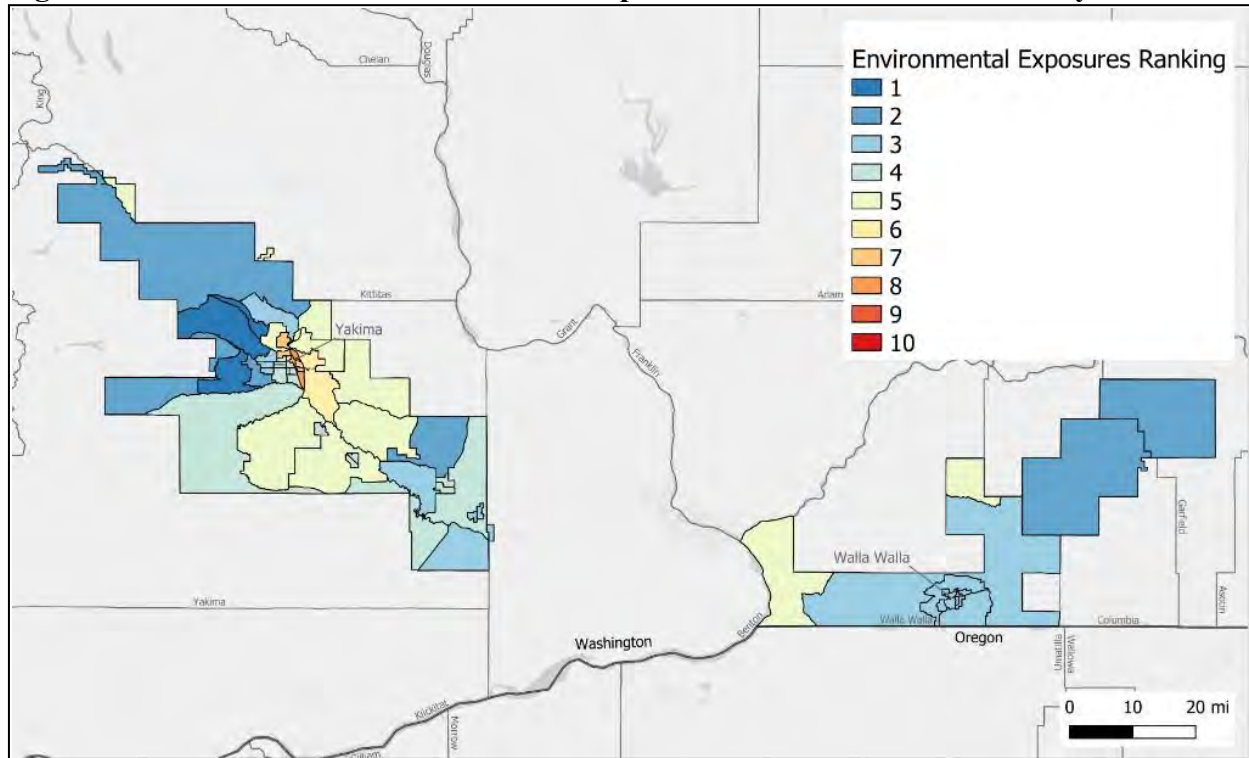 Chelan
Douglas
King
Environmental Exposures Ranking
1
2
3
4
5
6
7
8
9
10
Kittitas
Yakima
Grant
Franklin
Walla Walla
Garfield
Asotin
Yakima
Washington
Benton
Walla Walla
Oregon
Columbia
Umatilla
Wallowa
Klickitat
Morrow
0 10 20 mi